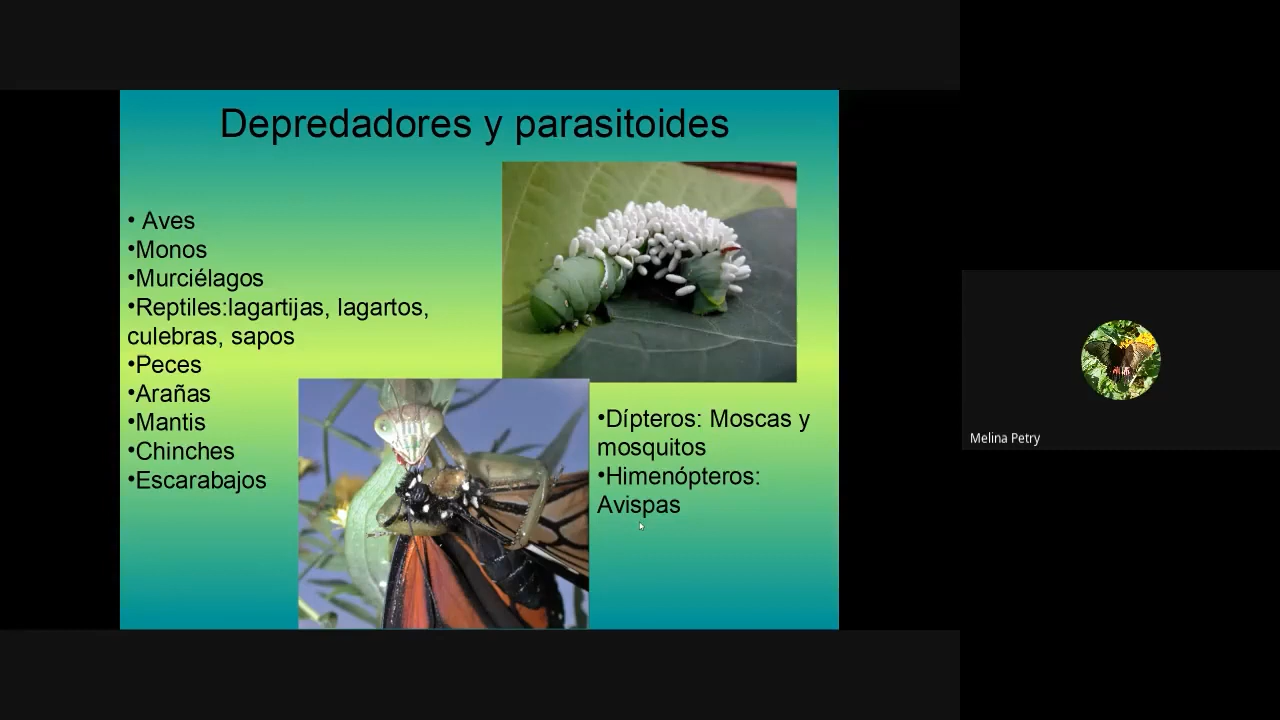 Depredadores y parasitoides
• Aves
•Monos
•Murciélagos
•Reptiles:lagartijas, lagartos,
culebras, sapos
•Peces
•Arañas
•Mantis
•Chinches
•Escarabajos
•Dípteros: Moscas y
mosquitos
•Himenópteros:
Avispas
Melina Petry